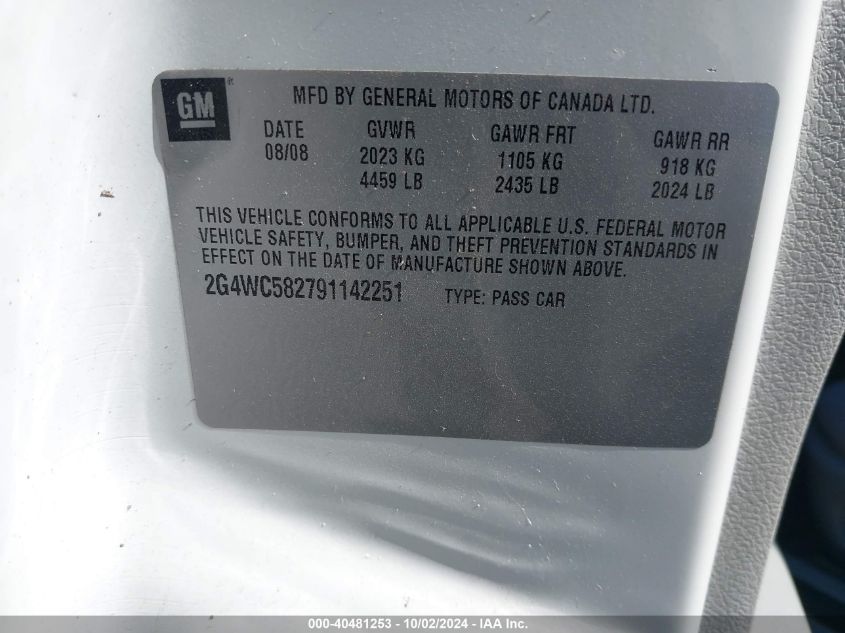 GM ®
MFD BY GENERAL MOTORS OF CANADA LTD.
DATE GVWR GAWR FRT GAWR RR
08/08 2023 KG 1105 KG 918 KG
4459 LB 2435 LB 2024 LB
THIS VEHICLE CONFORMS TO ALL APPLICABLE U.S. FEDERAL MOTOR
VEHICLE SAFETY, BUMPER, AND THEFT PREVENTION STANDARDS IN
EFFECT ON THE DATE OF MANUFACTURE SHOWN ABOVE.
2G4WC582791142251 TYPE: PASS CAR
000-40481253 - 10/02/2024 - IAA Inc.